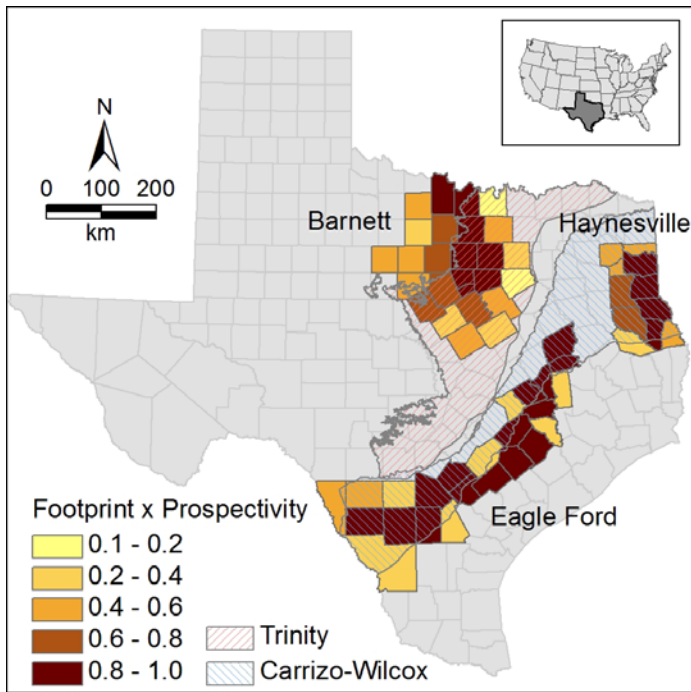 N
0 100 200
km
Barnett
Haynesville
Eagle Ford
Footprint x Prospectivity
0.1 - 0.2
0.2 - 0.4
0.4 - 0.6
0.6 - 0.8
0.8 - 1.0
Trinity
Carrizo-Wilcox